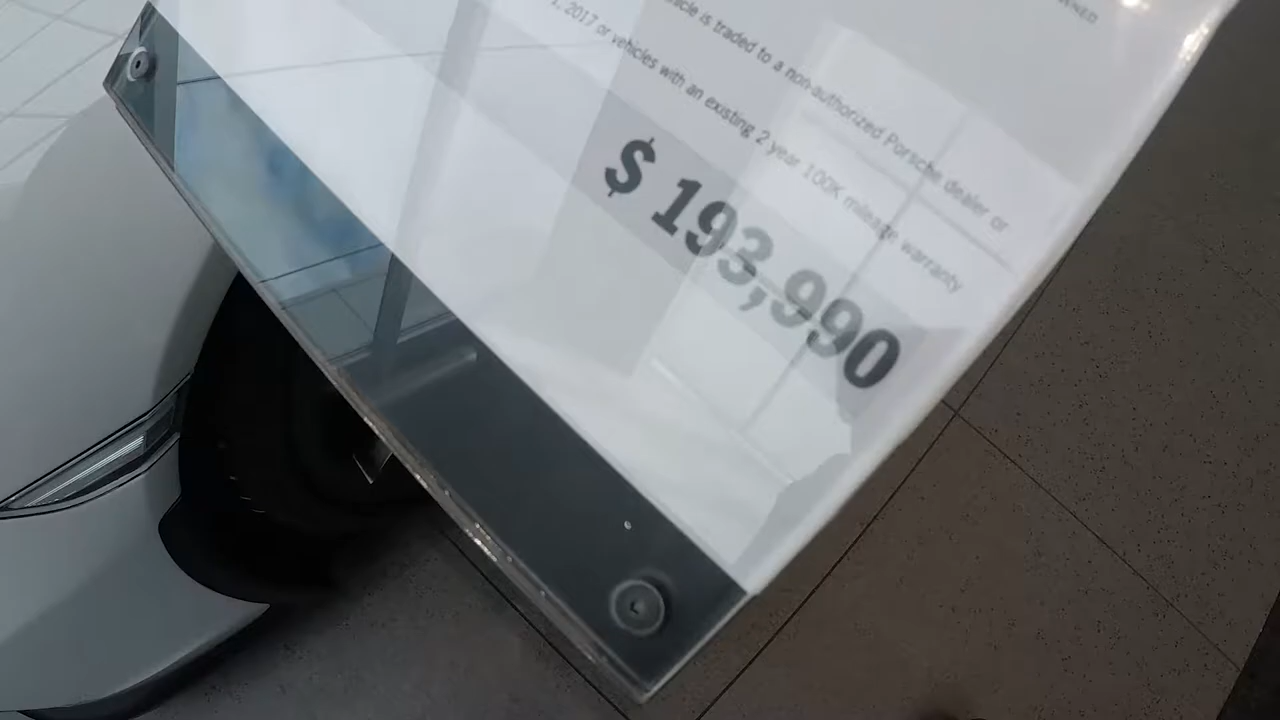 vehicle is traded to a non-authorized Porsche dealer or
1, 2017 or vehicles with an existing 2 year 100K mileage warranty
$ 193,990